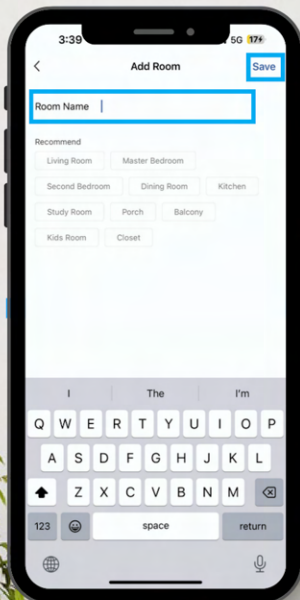 3:39 5G 17
Add Room Save
Room Name
Recommend
Living Room Master Bedroom
Second Bedroom Dining Room Kitchen
Study Room Porch Balcony
Kids Room Closet
I The I'm
Q W E R T Y U I O P
A S D F G H J K L
Z X C V B N M
123 space return